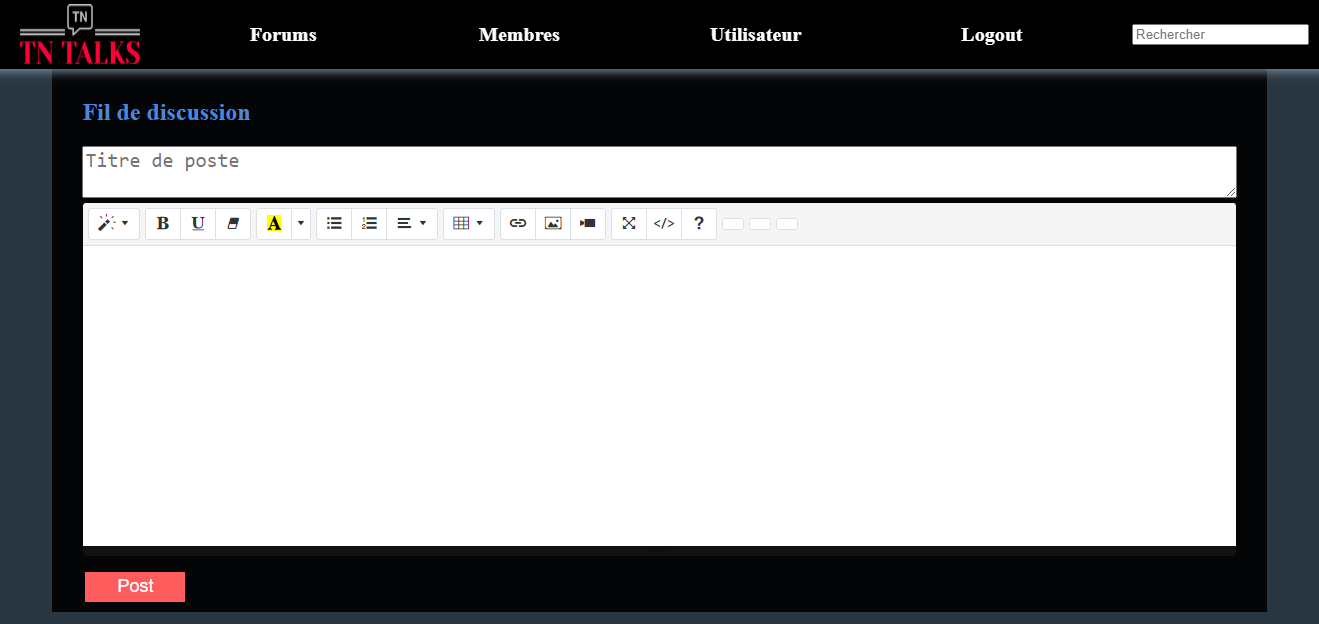 TN
TN TALKS
Forums Membres Utilisateur Logout Rechercher
Fil de discussion
Titre de poste
B U A </> ?
Post